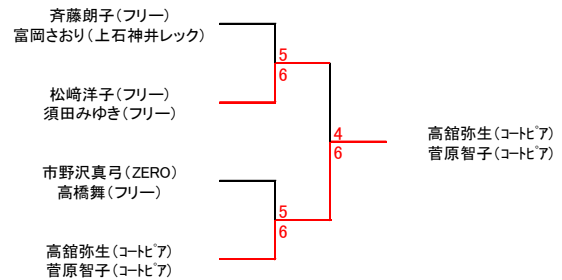 斉藤朗子(フリー)
富岡さおり(上石神井レック)
5
6
松﨑洋子(フリー)
須田みゆき(フリー)
4
6
高舘弥生(コートピア)
菅原智子(コートピア)
市野沢真弓(ZERO)
高橋舞(フリー)
5
6
高舘弥生(コートピア)
菅原智子(コートピア)